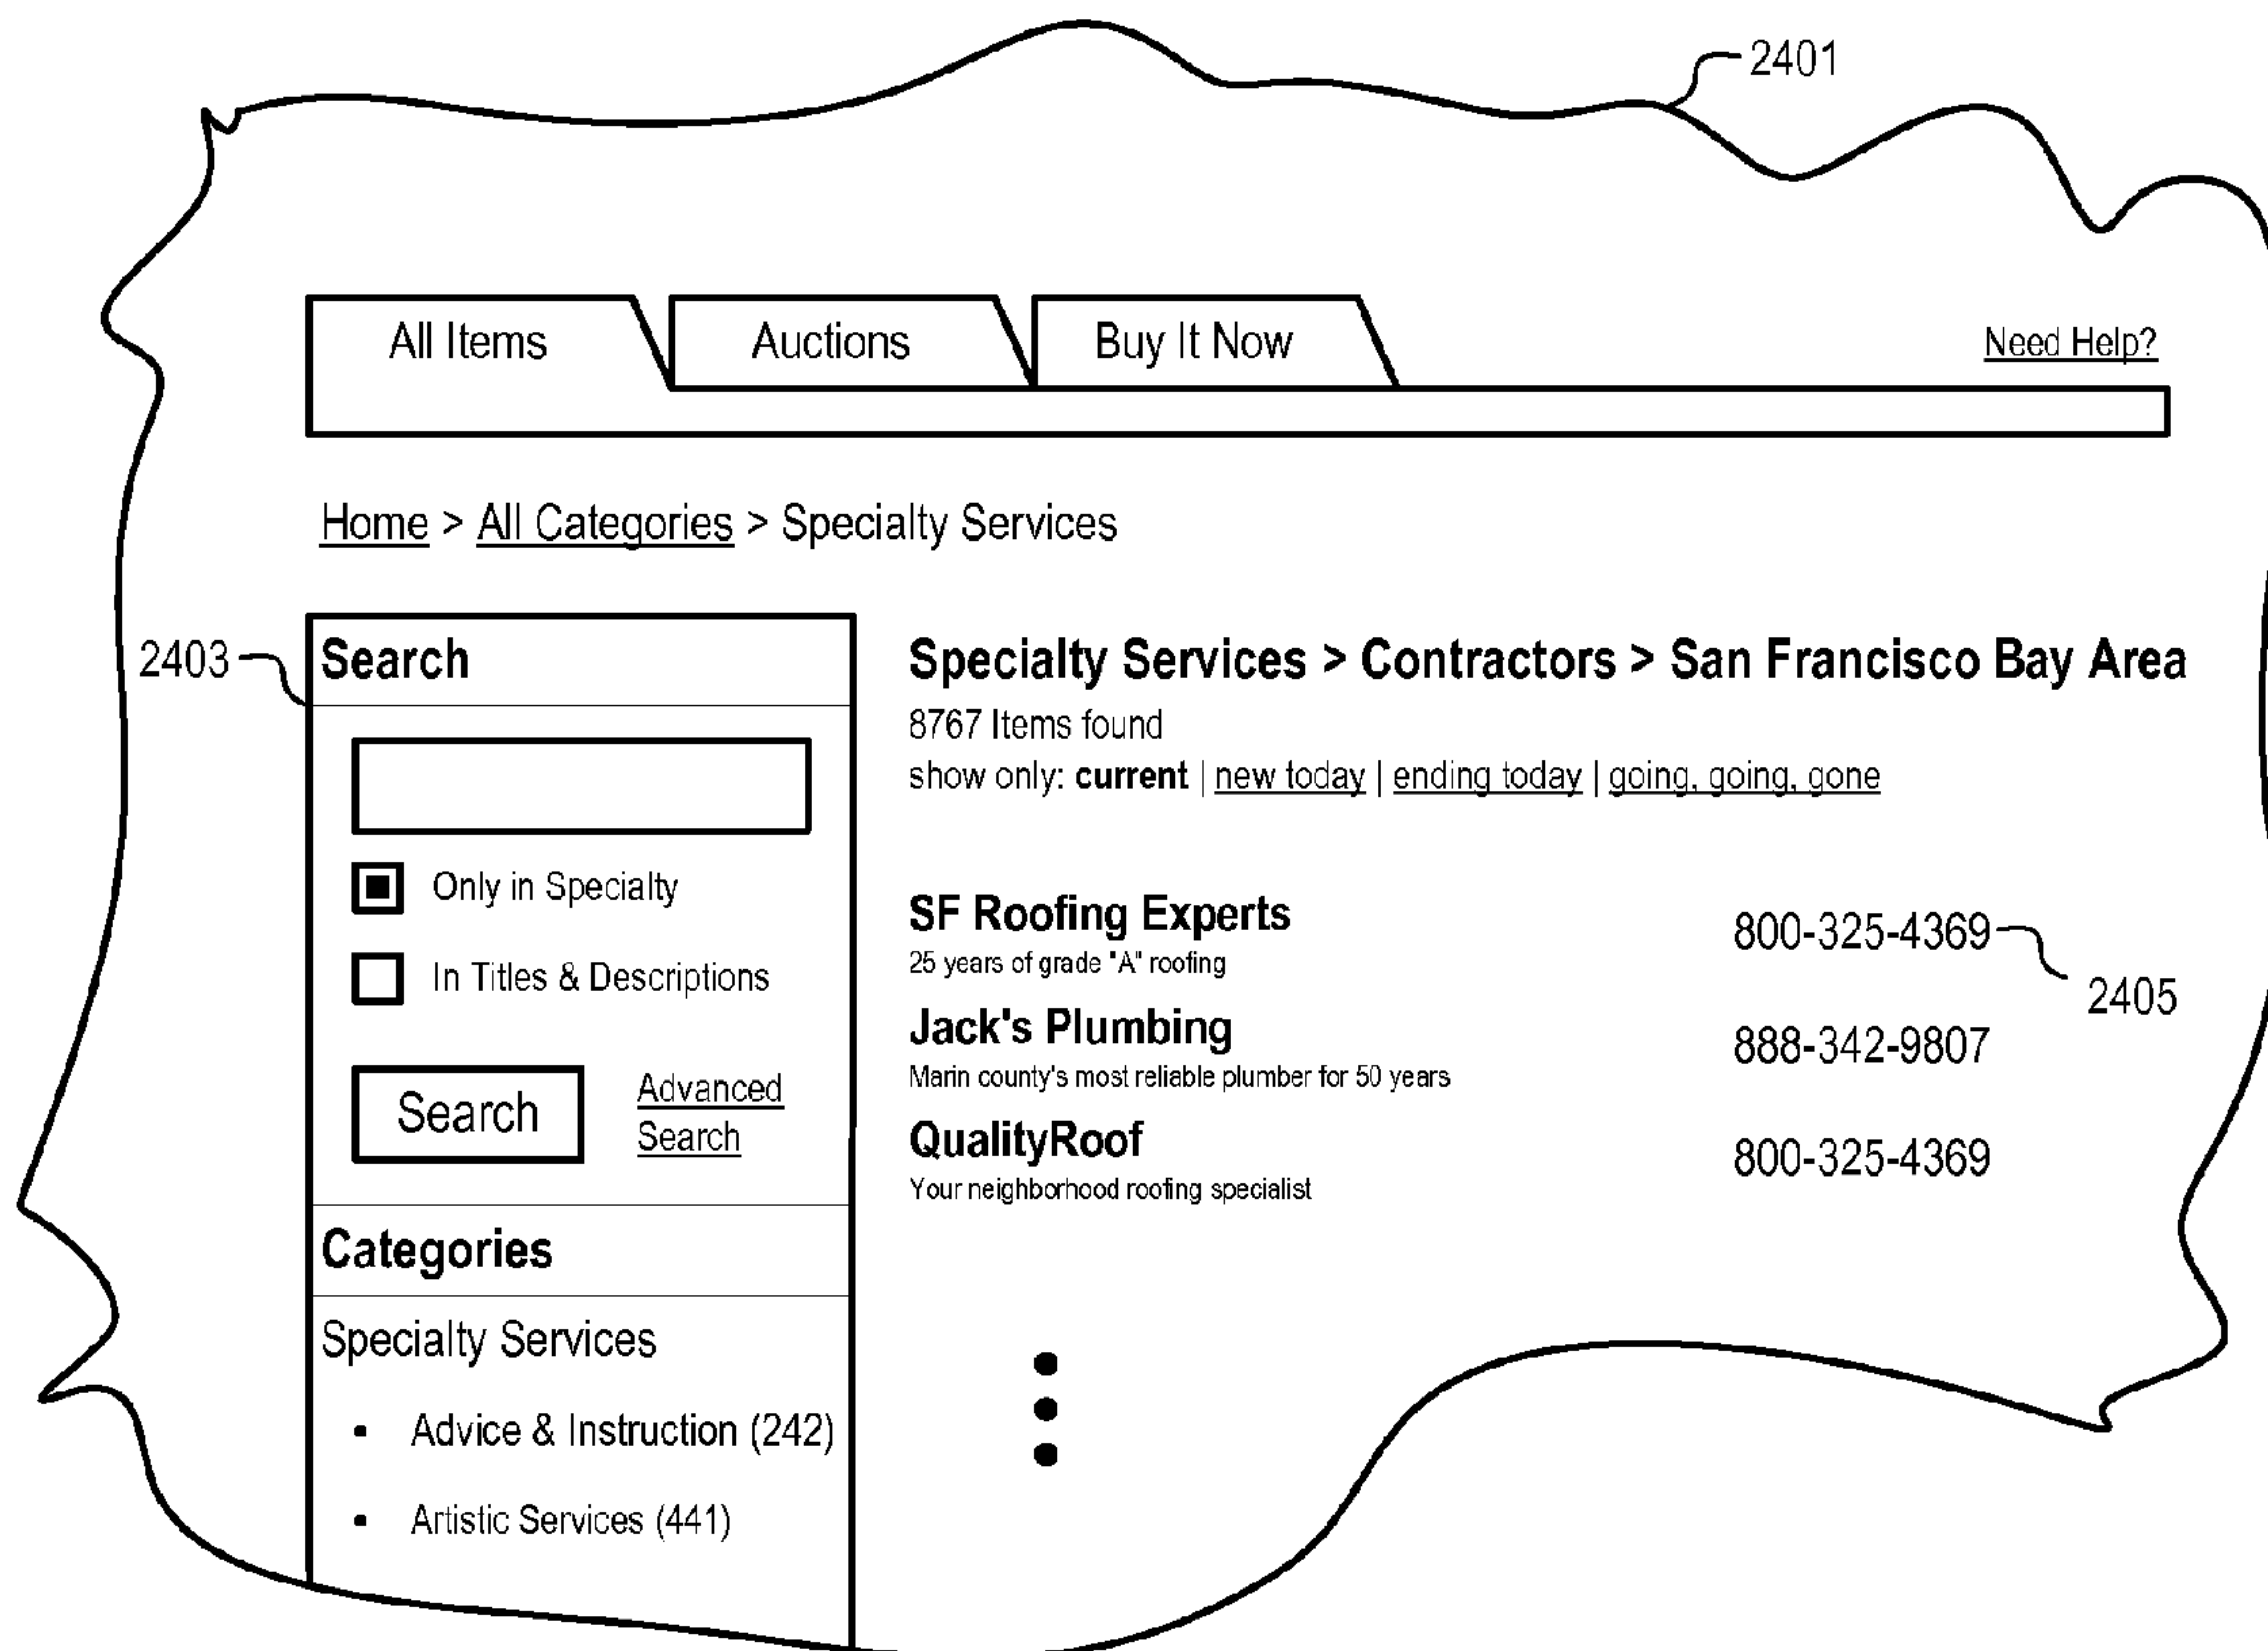 2401
All Items
Auctions
Buy It Now
Need Help?
Home > All Categories > Specialty Services
2403
Search
Only in Specialty
In Titles & Descriptions
Search
Advanced
Search
Categories
Specialty Services
• Advice & Instruction (242)
• Artistic Services (441)
Specialty Services > Contractors > San Francisco Bay Area
8767 Items found
show only: current | new today | ending today | going, going, gone
SF Roofing Experts 800-325-4369
25 years of grade "A" roofing
2405
Jack's Plumbing 888-342-9807
Marin county's most reliable plumber for 50 years
QualityRoof 800-325-4369
Your neighborhood roofing specialist